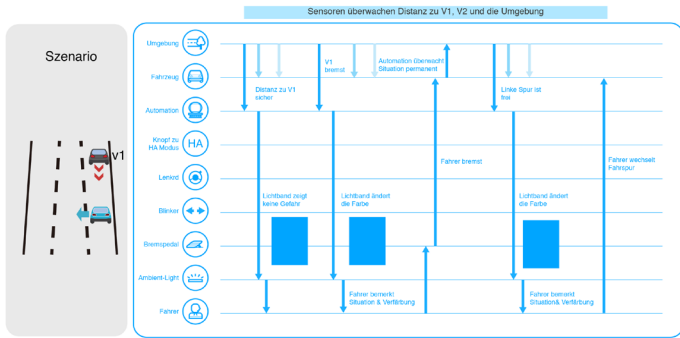 Sensoren überwachen Distanz zu V1, V2 und die Umgebung
Szenario
v1
Umgebung
Fahrzeug
Automation
Knopf zu
HA Modus
HA
Lenkrd
Blinker
Bremspedal
Ambient-Light
Fahrer
Distanz zu V1
sicher
V1
bremst
Automation überwacht
Situation permanent
Linke Spur ist
frei
Fahrer bremst
Fahrer wechselt
Fahrspur
Lichtband zeigt
keine Gefahr
Lichtband ändert
die Farbe
Lichtband ändert
die Farbe
Fahrer bemerkt
Situation & Verfärbung
Fahrer bemerkt
Situation& Verfärbung